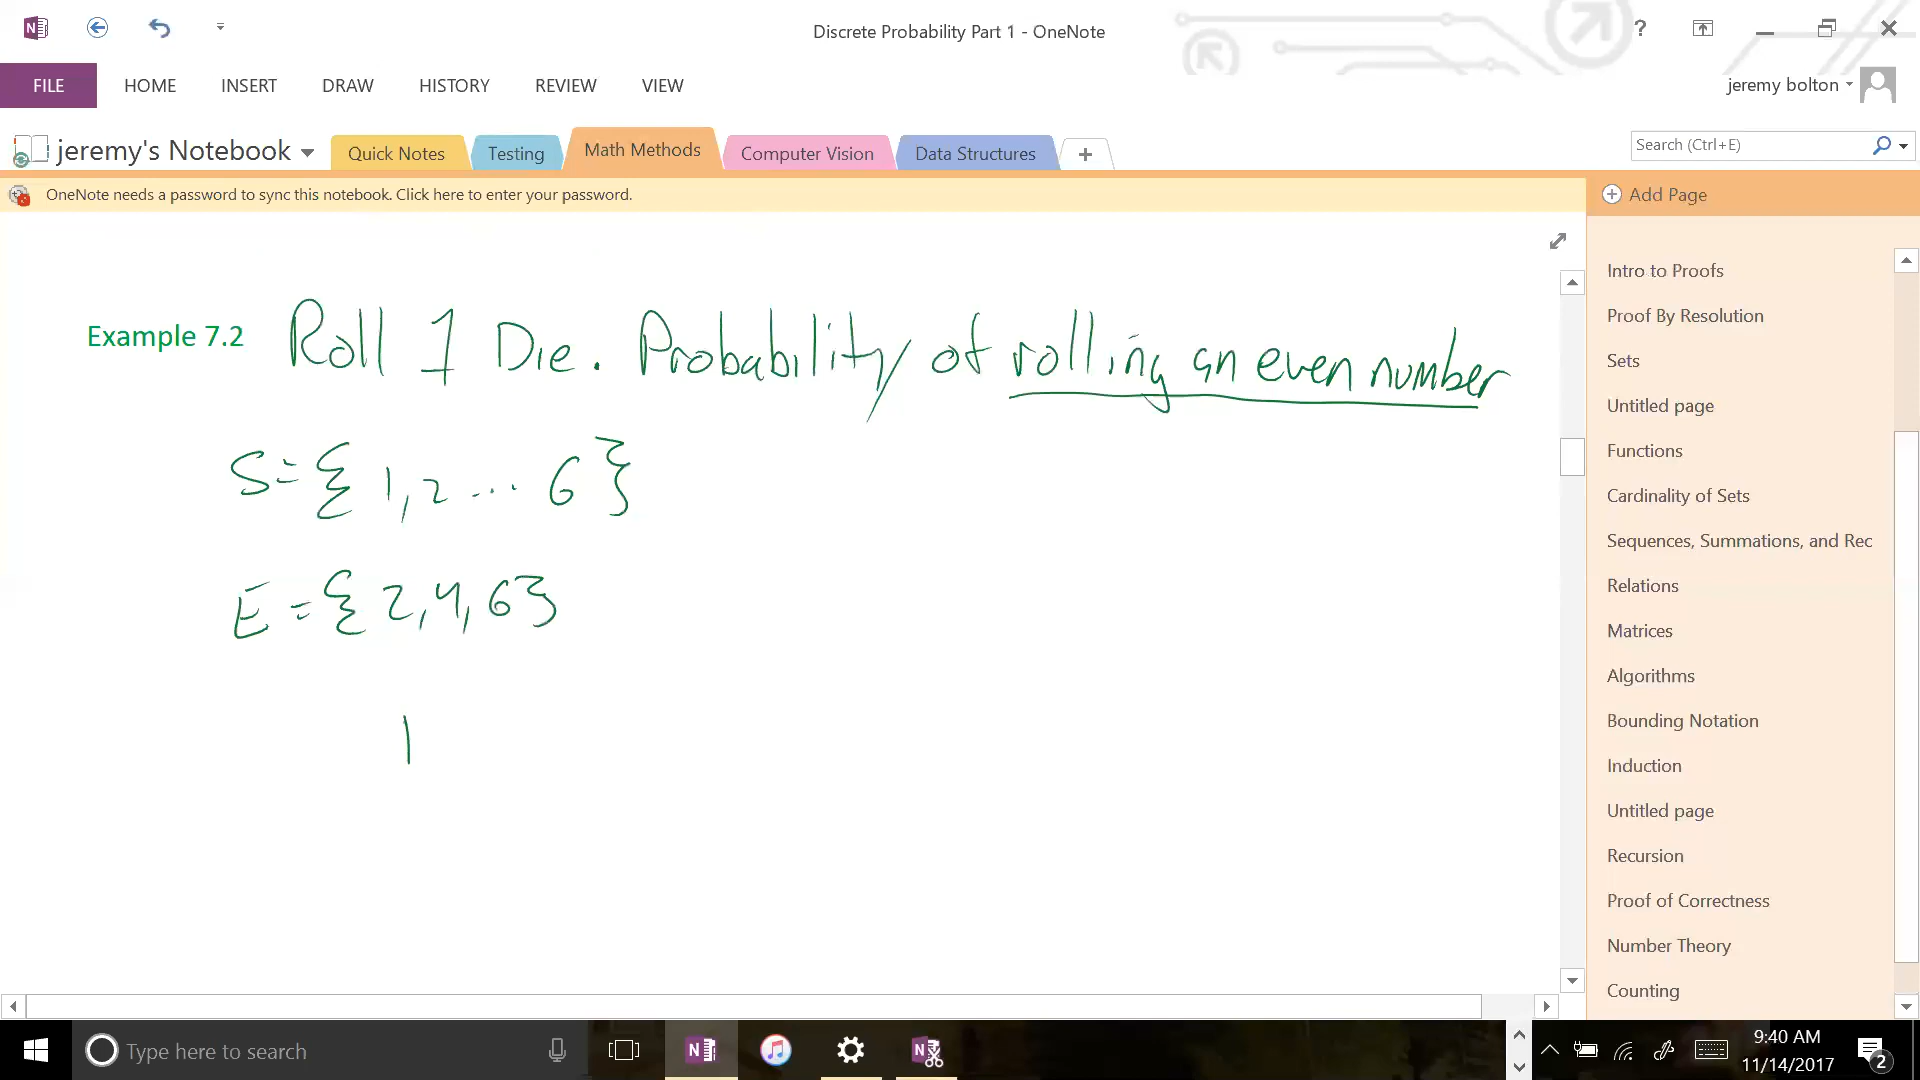 Discrete Probability Part 1 - OneNote
?
FILE HOME INSERT DRAW HISTORY REVIEW VIEW
jeremy bolton
jeremy's Notebook Quick Notes Testing Math Methods Computer Vision Data Structures +
Search (Ctrl+E)
OneNote needs a password to sync this notebook. Click here to enter your password.
Add Page
Example 7.2 Roll 1 Die. Probability of rolling an even number
S={ 1,2 ... 6}
E={2,4,6}
|
Intro to Proofs
Proof By Resolution
Sets
Untitled page
Functions
Cardinality of Sets
Sequences, Summations, and Rec
Relations
Matrices
Algorithms
Bounding Notation
Induction
Untitled page
Recursion
Proof of Correctness
Number Theory
Counting
Type here to search
9:40 AM
11/14/2017
2